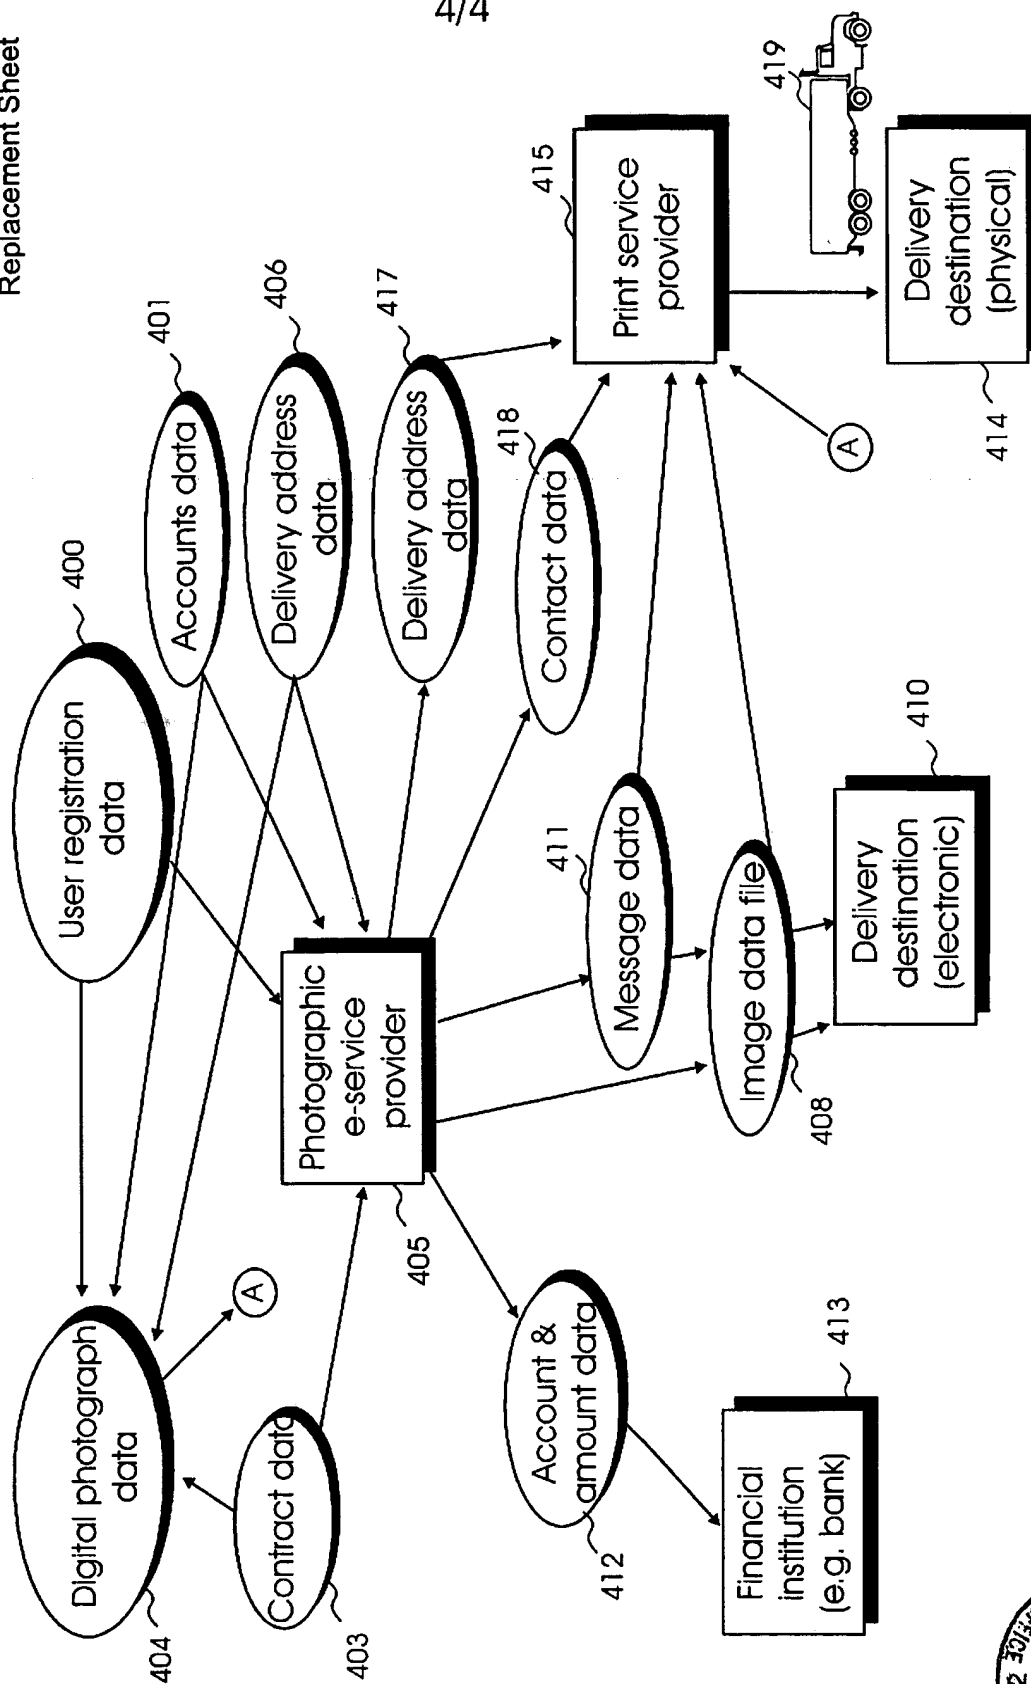 Replacement Sheet
4/4
Digital photograph
data
404
User registration
data
400
Accounts data
401
Delivery address
data
406
Delivery address
data
417
Contract data
403
A
Photographic
e-service
provider
405
Contact data
418
Print service
provider
415
419
Account &
amount data
412
Message data
411
Image data file
408
A
Financial
institution
(e.g. bank)
413
Delivery
destination
(electronic)
410
Delivery
destination
(physical)
414